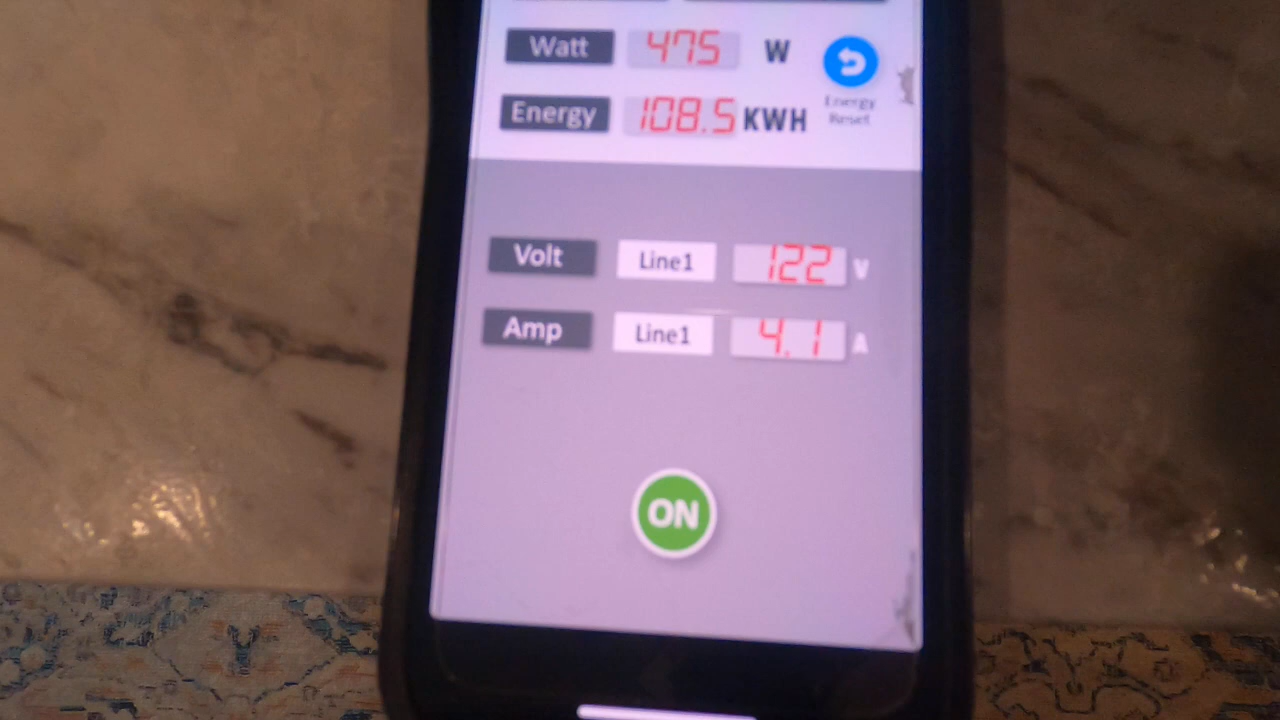 Watt 475 W
Energy 108.5 KWH
Energy
Reset
Volt Line1 122 V
Amp Line1 4.1 A
ON